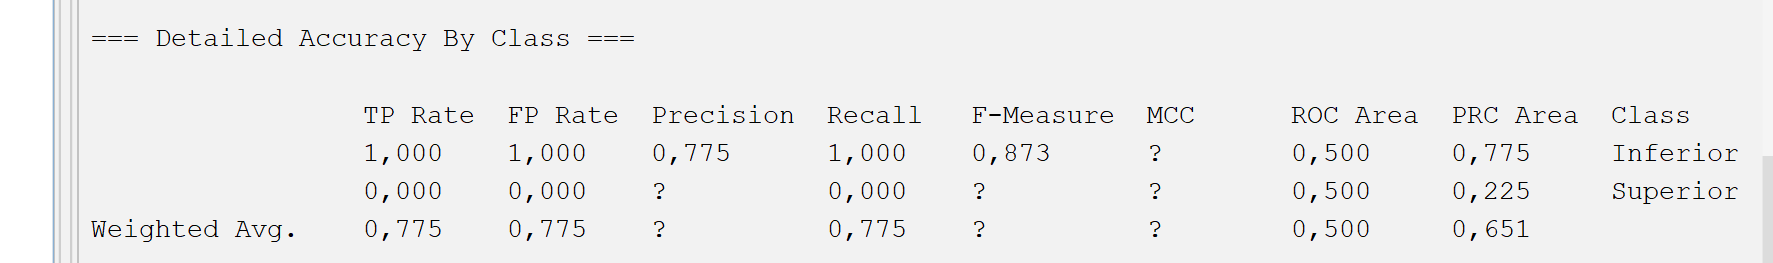 === Detailed Accuracy By Class ===
TP Rate FP Rate Precision Recall F-Measure MCC ROC Area PRC Area Class
1,000 1,000 0,775 1,000 0,873 ? 0,500 0,775 Inferior
0,000 0,000 ? 0,000 ? ? 0,500 0,225 Superior
Weighted Avg. 0,775 0,775 ? 0,775 ? ? 0,500 0,651